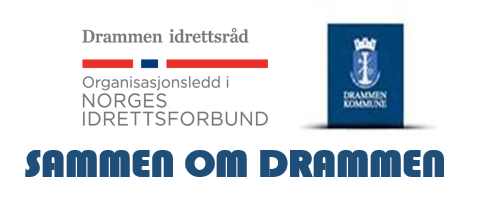 Drammen idrettsråd
Organisasjonsledd i
NORGES
IDRETTSFORBUND
DRAMMEN
KOMMUNE
SAMMEN OM DRAMMEN